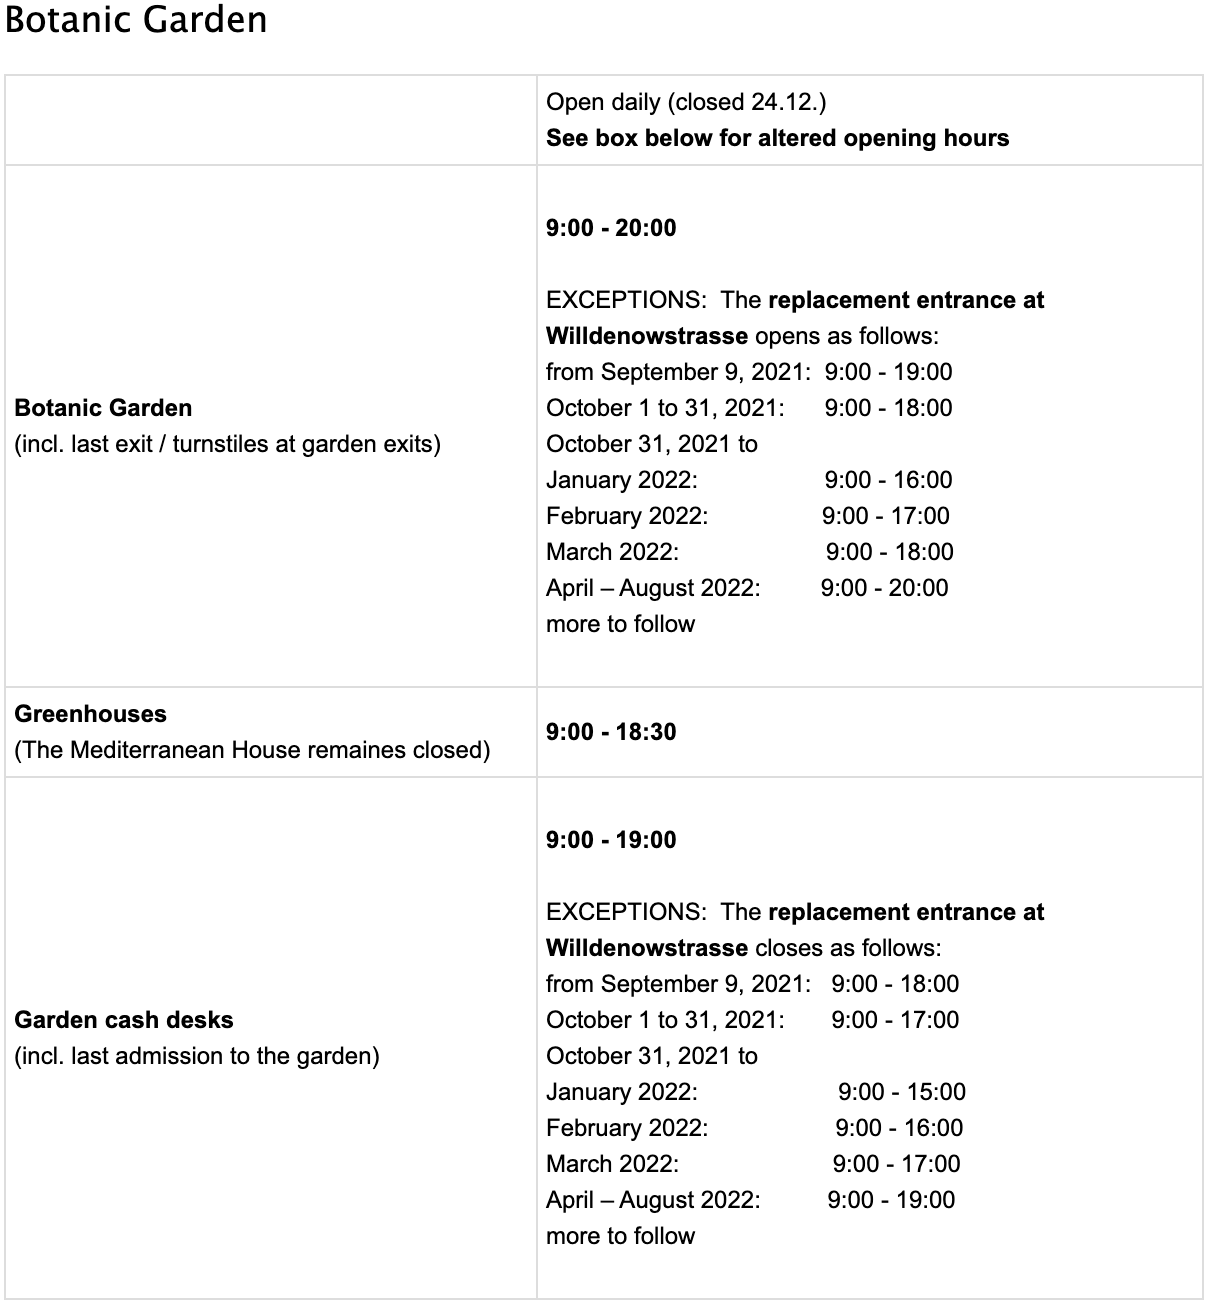 Botanic Garden
Open daily (closed 24.12.)
See box below for altered opening hours
Botanic Garden
(incl. last exit / turnstiles at garden exits)
9:00 - 20:00
EXCEPTIONS:  The replacement entrance at
Willdenowstrasse opens as follows:
from September 9, 2021:  9:00 - 19:00
October 1 to 31, 2021:  9:00 - 18:00
October 31, 2021 to
January 2022:  9:00 - 16:00
February 2022:  9:00 - 17:00
March 2022:  9:00 - 18:00
April – August 2022:  9:00 - 20:00
more to follow
Greenhouses
(The Mediterranean House remaines closed)
9:00 - 18:30
Garden cash desks
(incl. last admission to the garden)
9:00 - 19:00
EXCEPTIONS:  The replacement entrance at
Willdenowstrasse closes as follows:
from September 9, 2021:  9:00 - 18:00
October 1 to 31, 2021:  9:00 - 17:00
October 31, 2021 to
January 2022:  9:00 - 15:00
February 2022:  9:00 - 16:00
March 2022:  9:00 - 17:00
April – August 2022:  9:00 - 19:00
more to follow